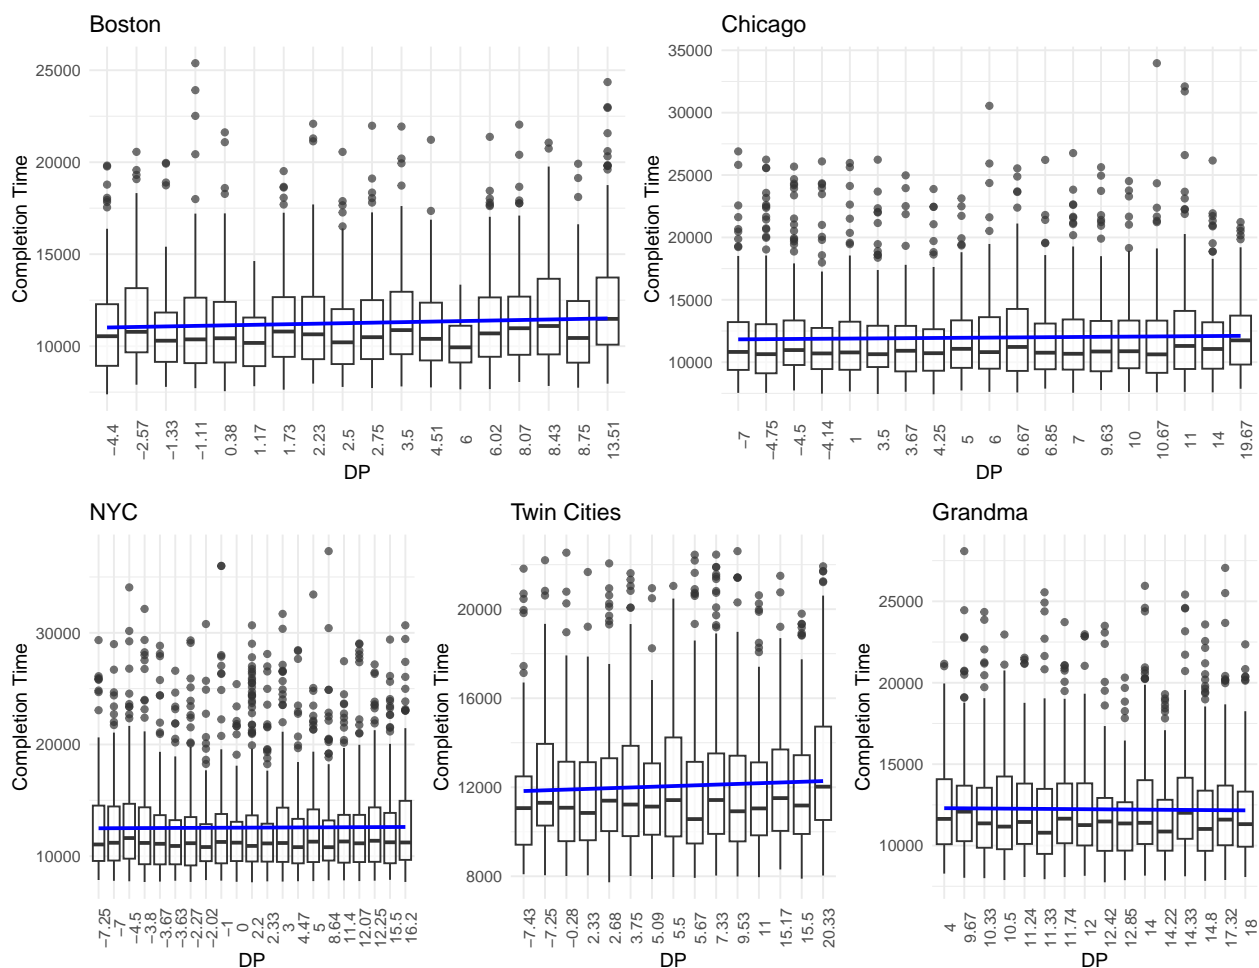 Boston
Completion Time
25000
20000
15000
10000
−4.4 −2.57 −1.33 −1.11 0.38 1.17 1.73 2.23 2.5 2.75 3.5 4.51 6 6.02 8.07 8.43 8.75 13.51
DP
Chicago
Completion Time
35000
30000
25000
20000
15000
10000
−7 −4.75 −4.5 −4.14 1 3.5 3.67 4.25 5 6 6.67 6.85 7 9.63 10 10.67 11 14 19.67
DP
NYC
Completion Time
30000
20000
10000
−7.25 −7 −4.5 −3.8 −3.67 −3.63 −2.27 −2.02 −1 0 2.2 2.33 3 4.47 5 8.64 11.4 12.07 12.25 15.5 16.2
DP
Twin Cities
Completion Time
20000
16000
12000
8000
−7.43 −7.25 −0.28 2.33 2.68 3.75 5.09 5.5 5.67 7.33 9.53 11 15.17 15.5 20.33
DP
Grandma
Completion Time
25000
20000
15000
10000
4 9.67 10.33 10.5 11.24 11.33 11.74 12 12.42 12.85 14 14.22 14.33 14.8 17.32 18
DP